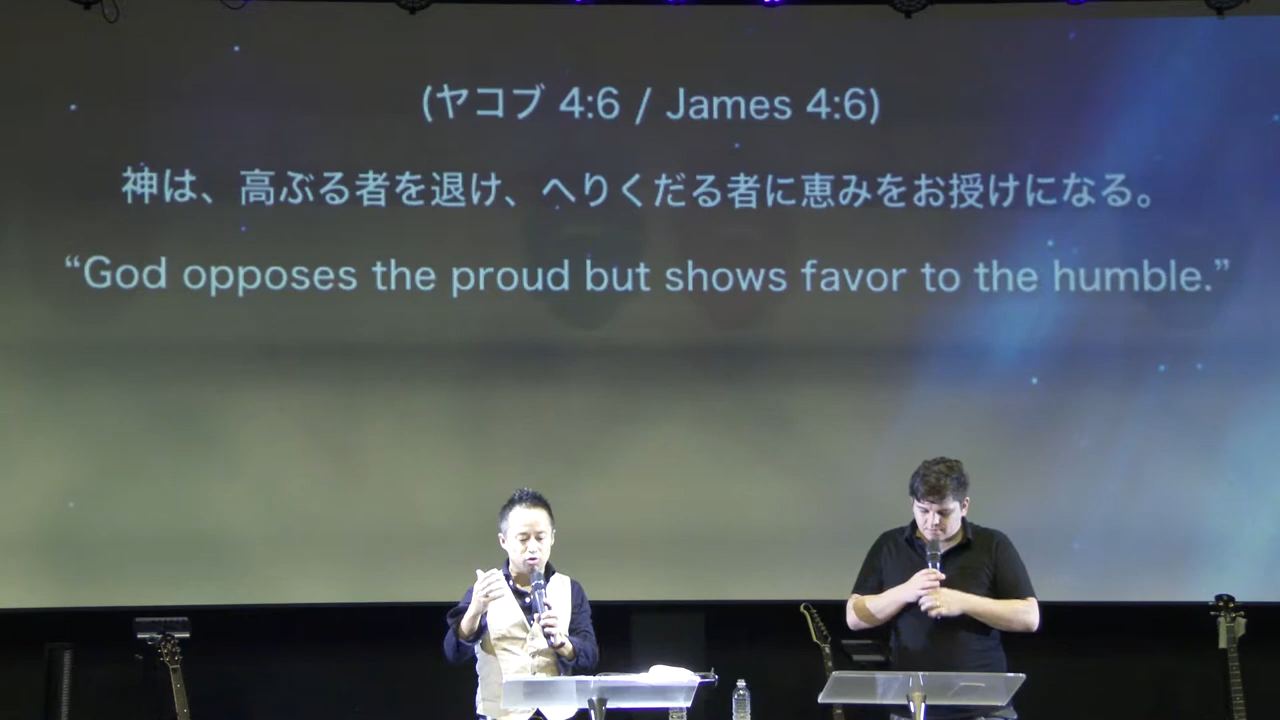 (ヤコブ 4:6 / James 4:6)
神は、高ぶる者を退け、へりくだる者に恵みをお授けになる。
“God opposes the proud but shows favor to the humble.”